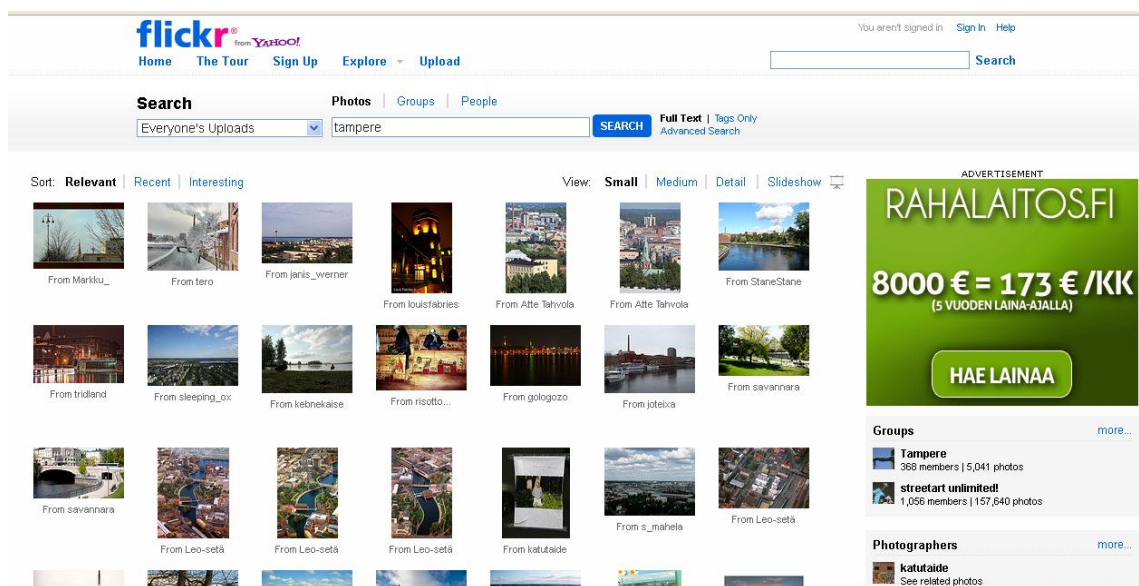 flickr® from YAHOO!
You aren't signed in Sign In Help
Home The Tour Sign Up Explore Upload
Search
Search Photos | Groups | People
Everyone's Uploads tampere SEARCH Full Text | Tags Only
Advanced Search
Sort: Relevant | Recent | Interesting
View: Small | Medium | Detail | Slideshow
From Markku_
From tero
From janis_werner
From louisfabries
From Atte Tahvola
From Atte Tahvola
From StaneStane
From tridland
From sleeping_ox
From kebnekaise
From risotto...
From gologozo
From joteixa
From savannara
From savannara
From Leo-setä
From Leo-setä
From Leo-setä
From katutaide
From s_mahela
From Leo-setä
ADVERTISEMENT
RAHALAITOS.FI
8000 € = 173 € /KK
(5 VUODEN LAINA-AJALLA)
HAE LAINAA
Groups more...
Tampere
368 members | 5,041 photos
streetart unlimited!
1,056 members | 157,640 photos
Photographers more...
katutaide
See related photos